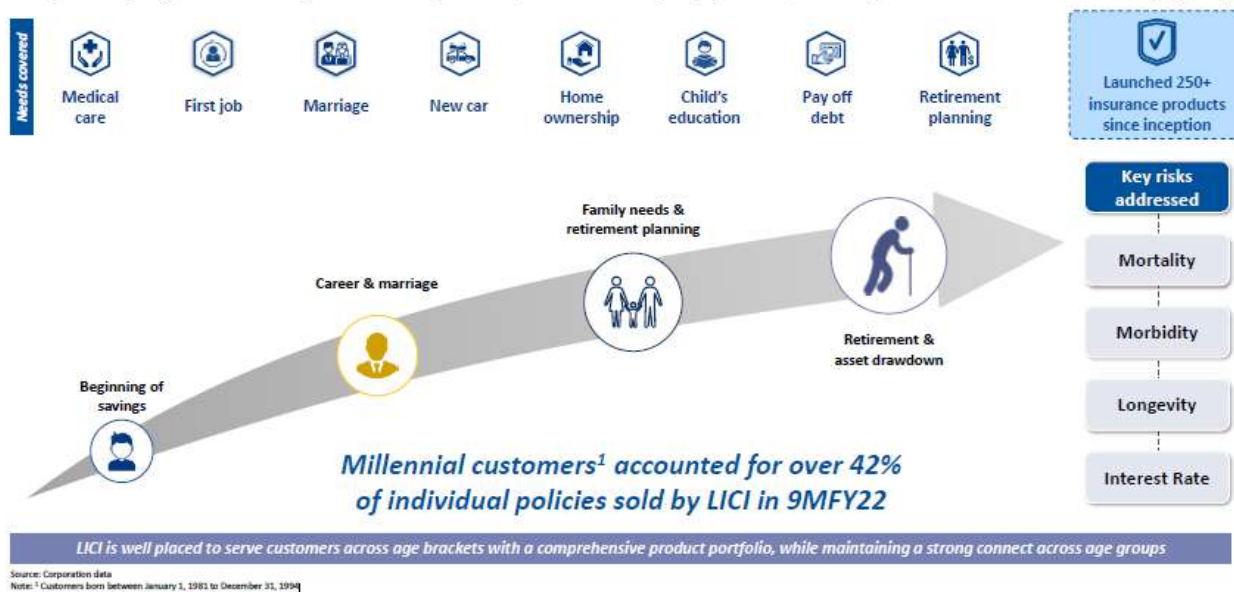 Needs covered
Medical
care
First job
Marriage
New car
Home
ownership
Child's
education
Pay off
debt
Retirement
planning
Launched 250+
insurance products
since inception
Key risks
addressed
Mortality
Morbidity
Longevity
Interest Rate
Family needs &
retirement planning
Career & marriage
Retirement &
asset drawdown
Beginning of
savings
Millennial customers¹ accounted for over 42%
of individual policies sold by LICI in 9MFY22
LICI is well placed to serve customers across age brackets with a comprehensive product portfolio, while maintaining a strong connect across age groups
Source: Corporation data
Note: ¹ Customers born between January 1, 1981 to December 31, 1994